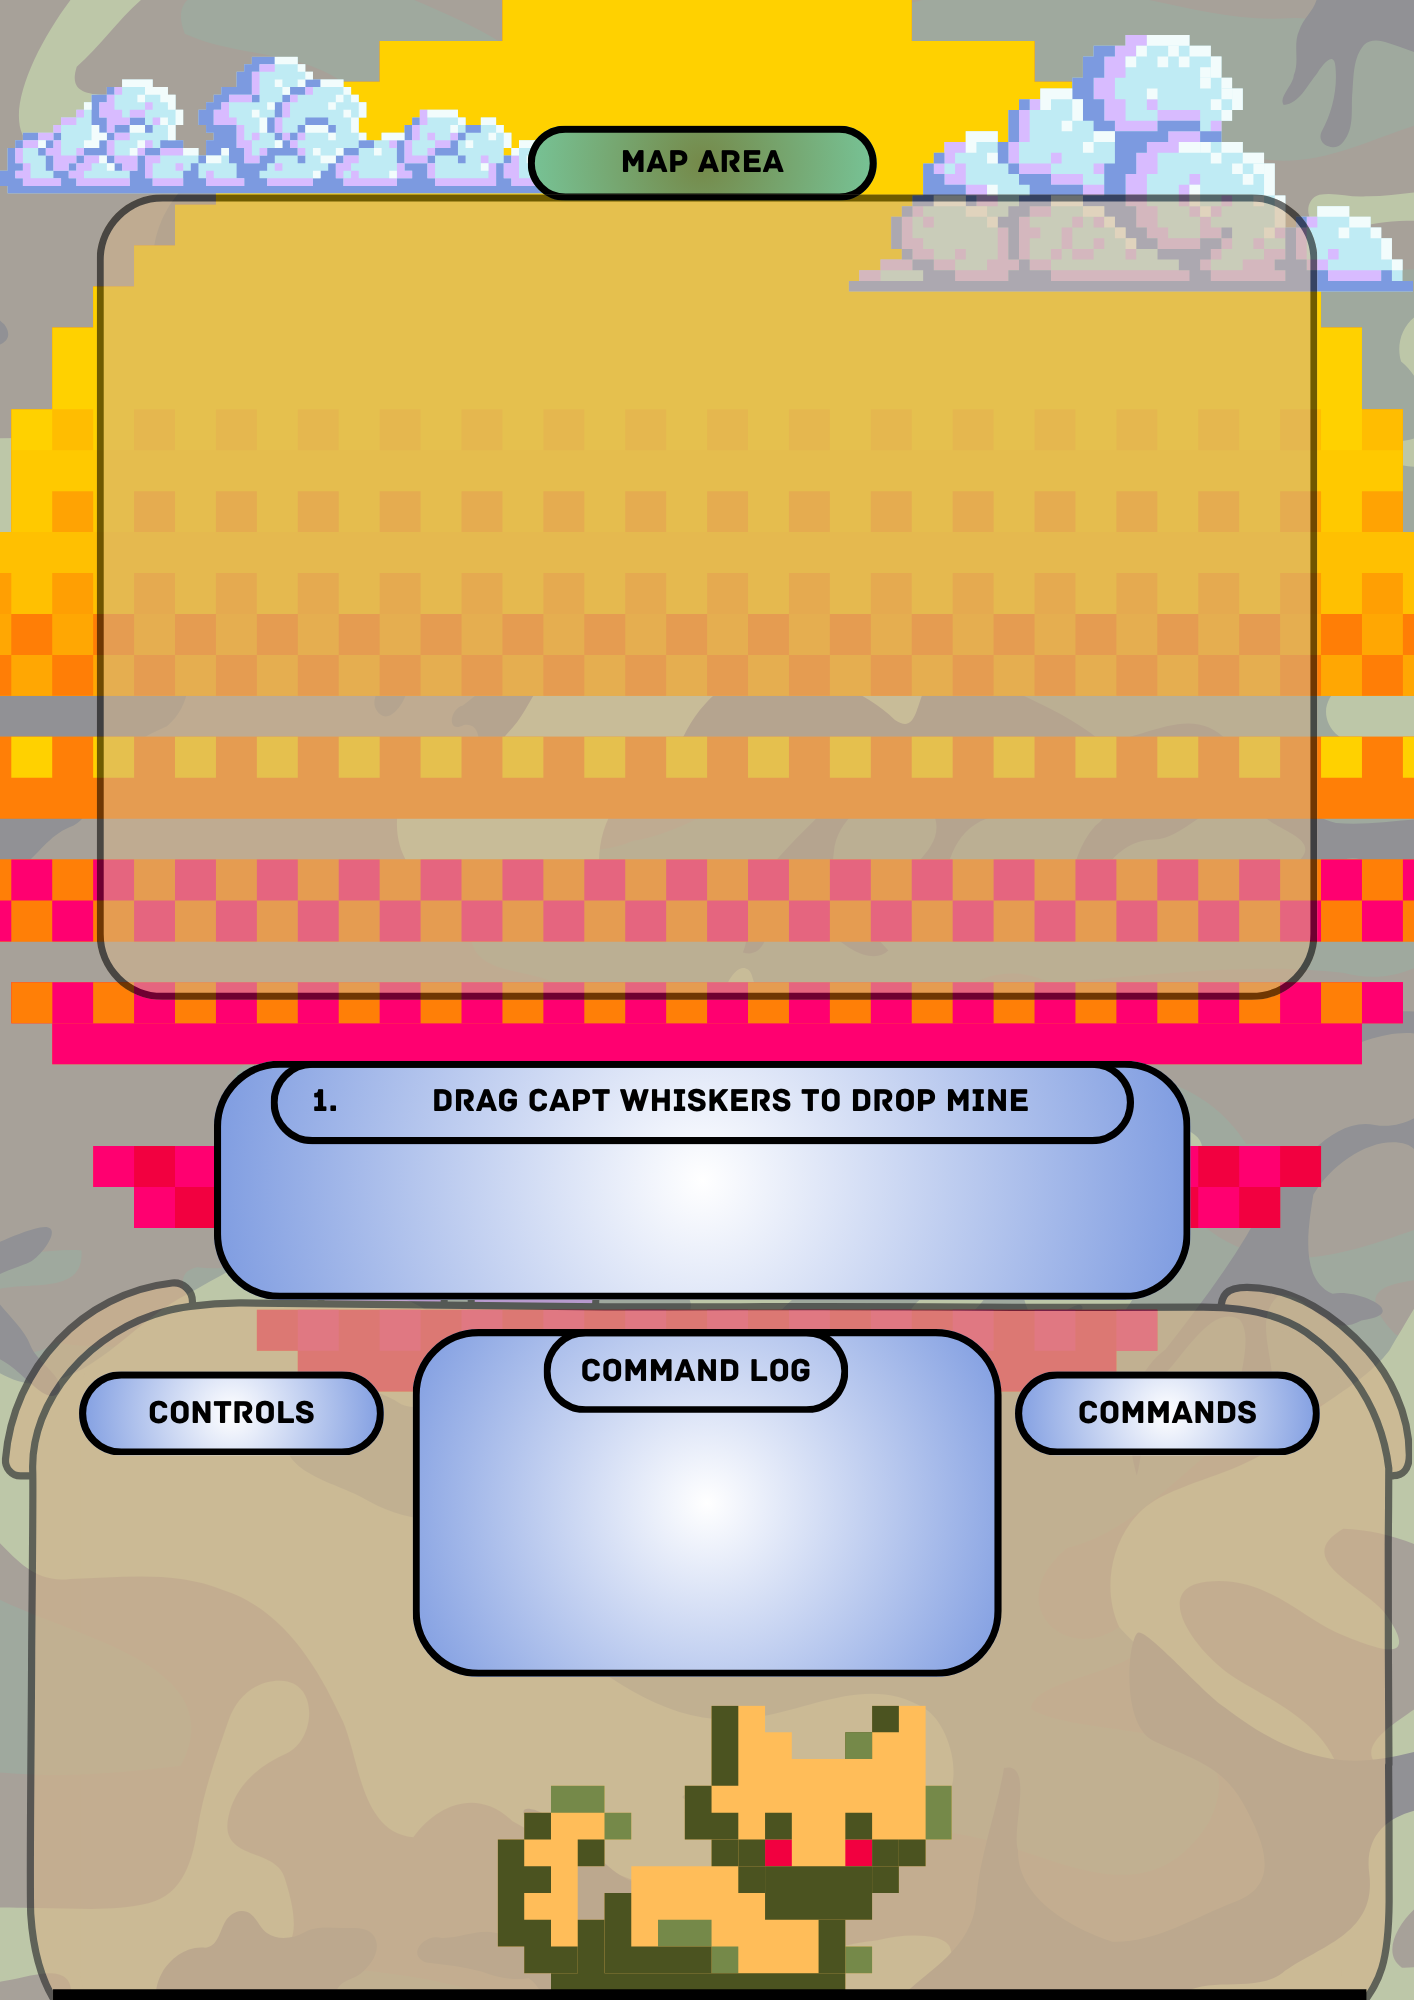 MAP AREA
1. DRAG CAPT WHISKERS TO DROP MINE
COMMAND LOG
CONTROLS
COMMANDS